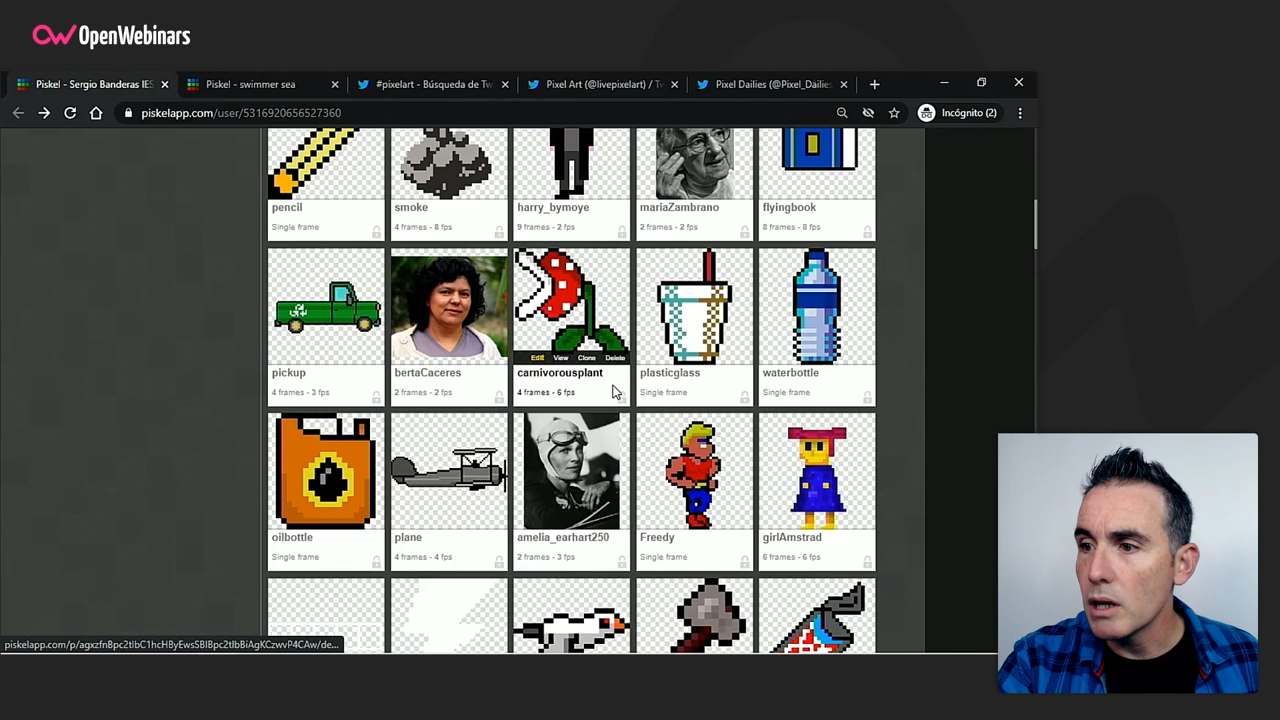 OpenWebinars
Piskel - Sergio Banderas IES
Piskel - swimmer sea
#pixelart - Búsqueda de Tw
Pixel Art (@livepixelart) / Tw
Pixel Dailies (@Pixel_Dailies
piskelapp.com/user/5316920656527360
Incógnito (2)
pencil
smoke
harry_bymoye
mariaZambrano
flyingbook
Single frame
4 frames - 8 fps
9 frames - 2 fps
2 frames - 2 fps
8 frames - 8 fps
Edit View Clone Delete
pickup
bertaCaceres
carnivorousplant
plasticglass
waterbottle
4 frames - 3 fps
2 frames - 2 fps
4 frames - 6 fps
Single frame
Single frame
oilbottle
plane
amelia_earhart250
Freedy
girlAmstrad
Single frame
4 frames - 4 fps
2 frames - 3 fps
Single frame
6 frames - 6 fps